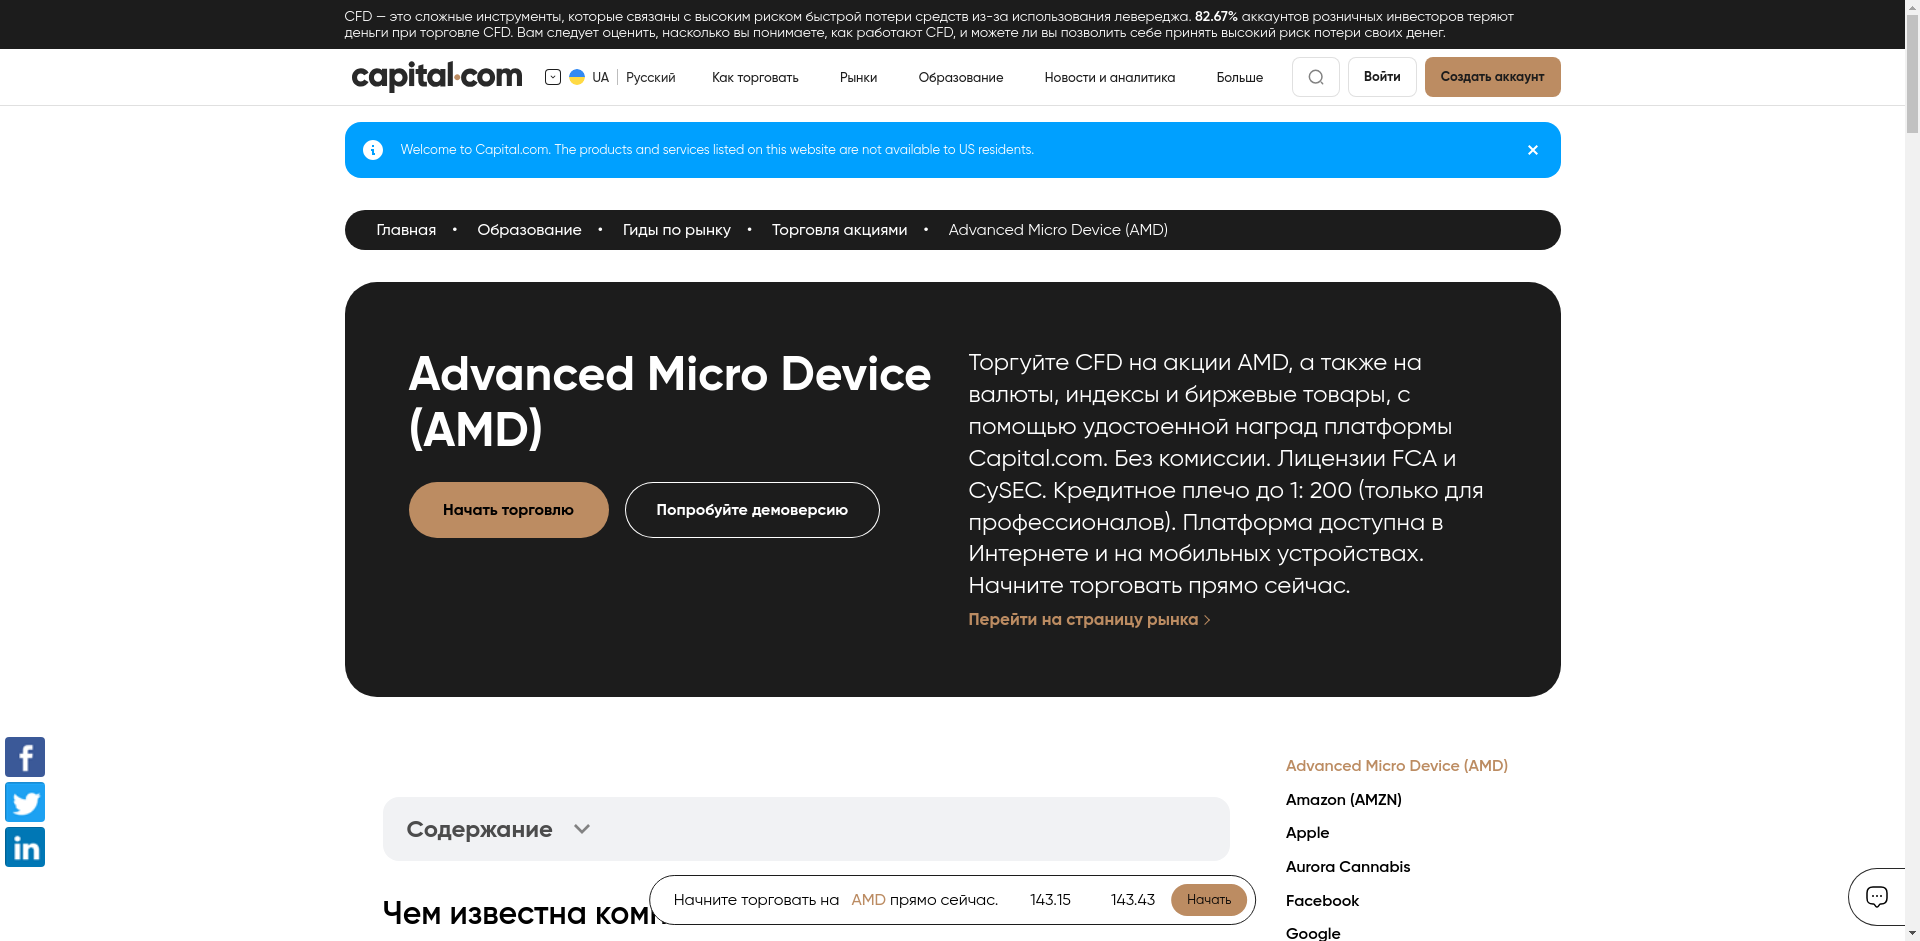 CFD — это сложные инструменты, которые связаны с высоким риском быстрой потери средств из-за использования левереджа. 82.67% аккаунтов розничных инвесторов теряют
деньги при торговле CFD. Вам следует оценить, насколько вы понимаете, как работают CFD, и можете ли вы позволить себе принять высокий риск потери своих денег.
capital.com UA Русский Как торговать Рынки Образование Новости и аналитика Больше Войти Создать аккаунт
Welcome to Capital.com. The products and services listed on this website are not available to US residents.
Главная • Образование • Гиды по рынку • Торговля акциями • Advanced Micro Device (AMD)
Advanced Micro Device
(AMD)
Начать торговлю Попробуйте демоверсию
Торгуйте CFD на акции AMD, а также на
валюты, индексы и биржевые товары, с
помощью удостоенной наград платформы
Capital.com. Без комиссии. Лицензии FCA и
CySEC. Кредитное плечо до 1: 200 (только для
профессионалов). Платформа доступна в
Интернете и на мобильных устройствах.
Начните торговать прямо сейчас.
Перейти на страницу рынка
Содержание
Чем известна
Начните торговать на AMD прямо сейчас. 143.15 143.43 Начать
Advanced Micro Device (AMD)
Amazon (AMZN)
Apple
Aurora Cannabis
Facebook
Google